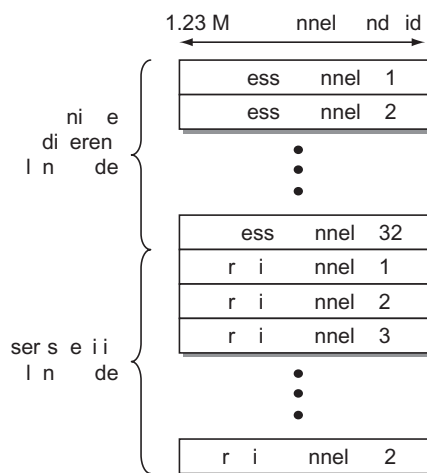 1.23 M nnel nd id
ess nnel 1
ess nnel 2
ni e
di eren
I n de
ess nnel 32
r i nnel 1
r i nnel 2
r i nnel 3
ser s e i i
I n de
r i nnel 2